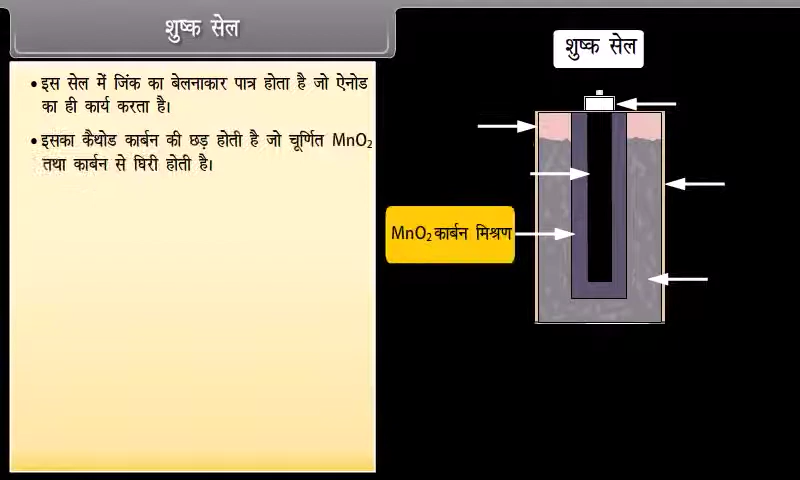 शुष्क सेल
• इस सेल में जिंक का बेलनाकार पात्र होता है जो ऐनोड
का ही कार्य करता है।
• इसका कैथोड कार्बन की छड़ होती है जो चूर्णित MnO₂
तथा कार्बन से घिरी होती है।
शुष्क सेल
MnO₂ कार्बन मिश्रण